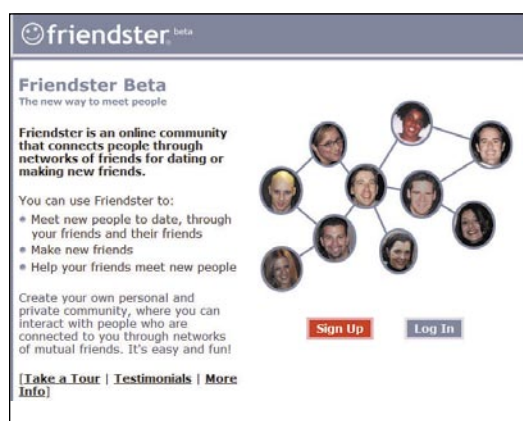 friendster® beta
Friendster Beta
The new way to meet people
Friendster is an online community
that connects people through
networks of friends for dating or
making new friends.
You can use Friendster to:
Meet new people to date, through
your friends and their friends
Make new friends
Help your friends meet new people
Create your own personal and
private community, where you can
interact with people who are
connected to you through networks
of mutual friends. It's easy and fun!
[Take a Tour | Testimonials | More
Info]
Sign Up
Log In